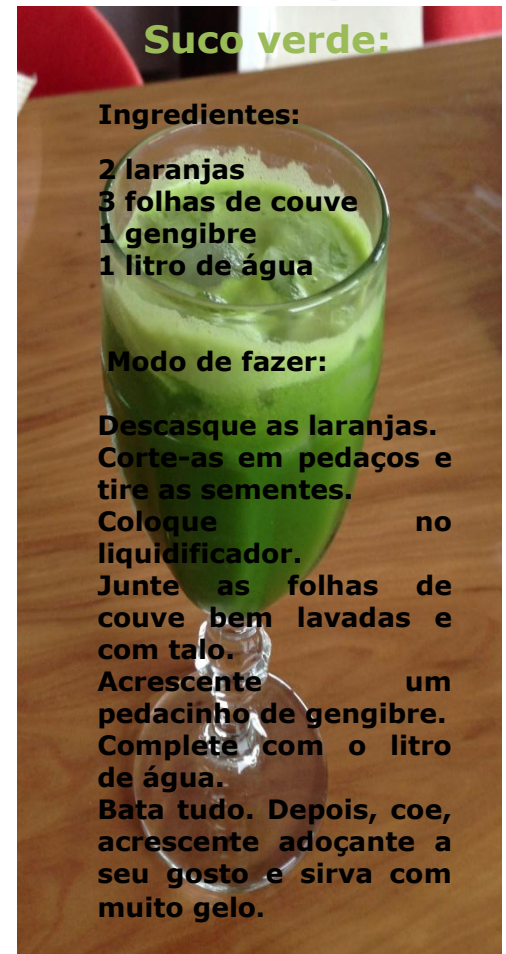 Suco verde:
Ingredientes:
2 laranjas
3 folhas de couve
1 gengibre
1 litro de água
Modo de fazer:
Descasque as laranjas.
Corte-as em pedaços e
tire as sementes.
Coloque no
liquidificador.
Junte as folhas de
couve bem lavadas e
com talo.
Acrescente um
pedacinho de gengibre.
Complete com o litro
de água.
Bata tudo. Depois, coe,
acrescente adoçante a
seu gosto e sirva com
muito gelo.